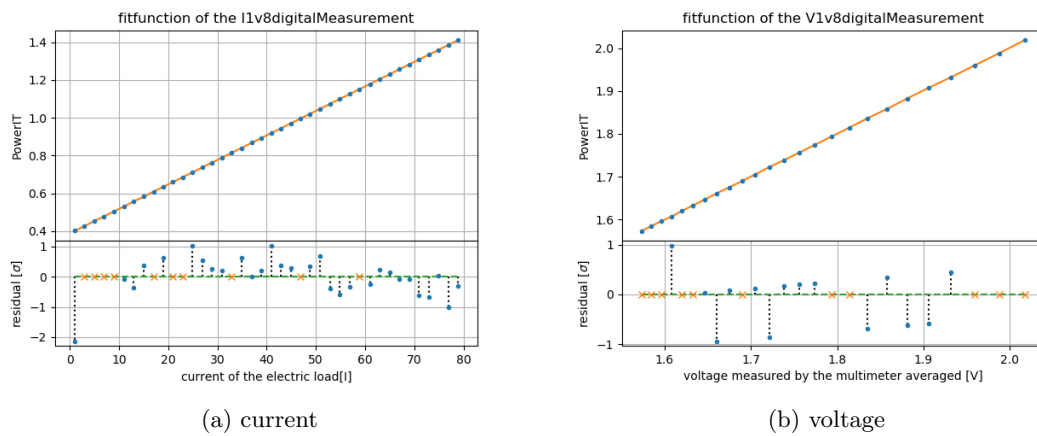 fitfunction of the I1v8digitalMeasurement
1.4
1.2
1.0
0.8
0.6
0.4
PowerIT
1
0
−1
−2
residual [σ]
0 10 20 30 40 50 60 70 80
current of the electric load[I]
(a) current
fitfunction of the V1v8digitalMeasurement
2.0
1.9
1.8
1.7
1.6
PowerIT
1
0
−1
residual [σ]
1.6 1.7 1.8 1.9 2.0
voltage measured by the multimeter averaged [V]
(b) voltage